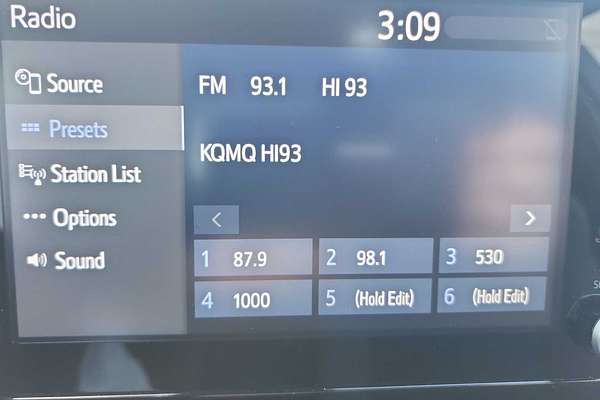 Radio 3:09
Source
Presets
Station List
Options
Sound
FM 93.1 HI 93
KQMQ HI93
< >
1 87.9 2 98.1 3 530
4 1000 5 (Hold Edit) 6 (Hold Edit)